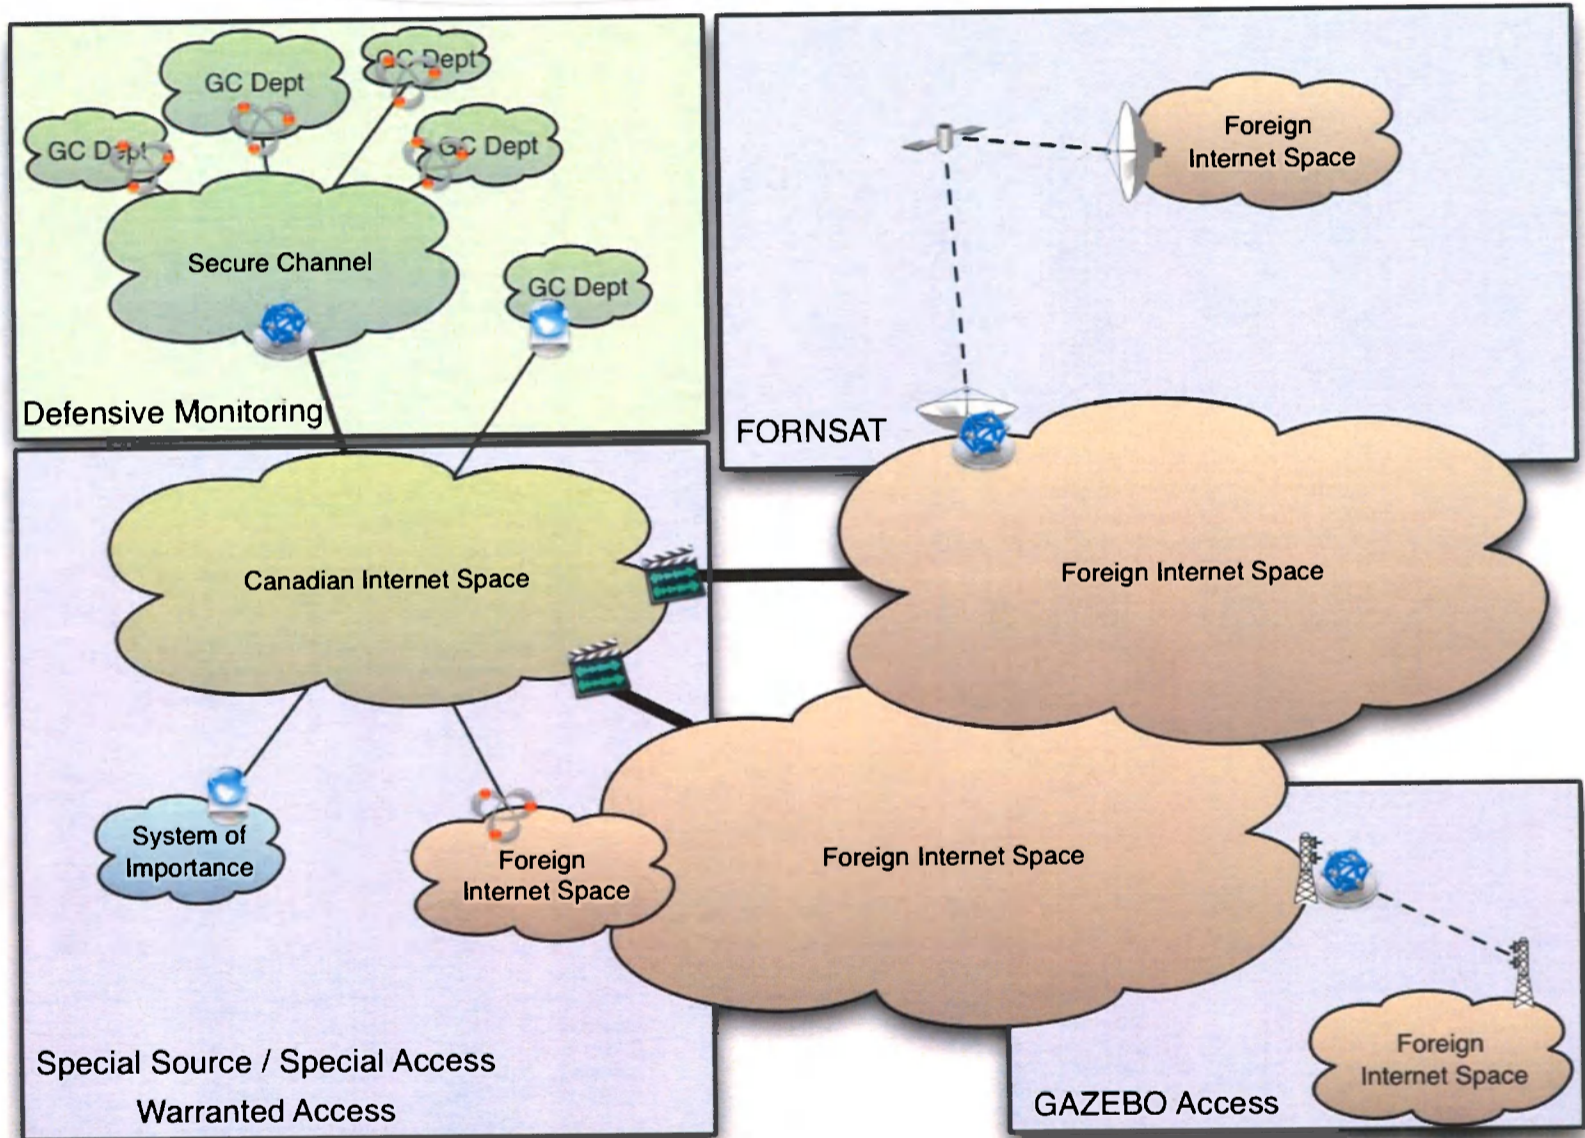 GC Dept
GC Dept
GC Dept
GC Dept
Secure Channel
GC Dept
Defensive Monitoring
Foreign
Internet Space
FORNSAT
Canadian Internet Space
Foreign Internet Space
System of
Importance
Foreign
Internet Space
Foreign Internet Space
Special Source / Special Access
Warranted Access
Foreign
Internet Space
GAZEBO Access